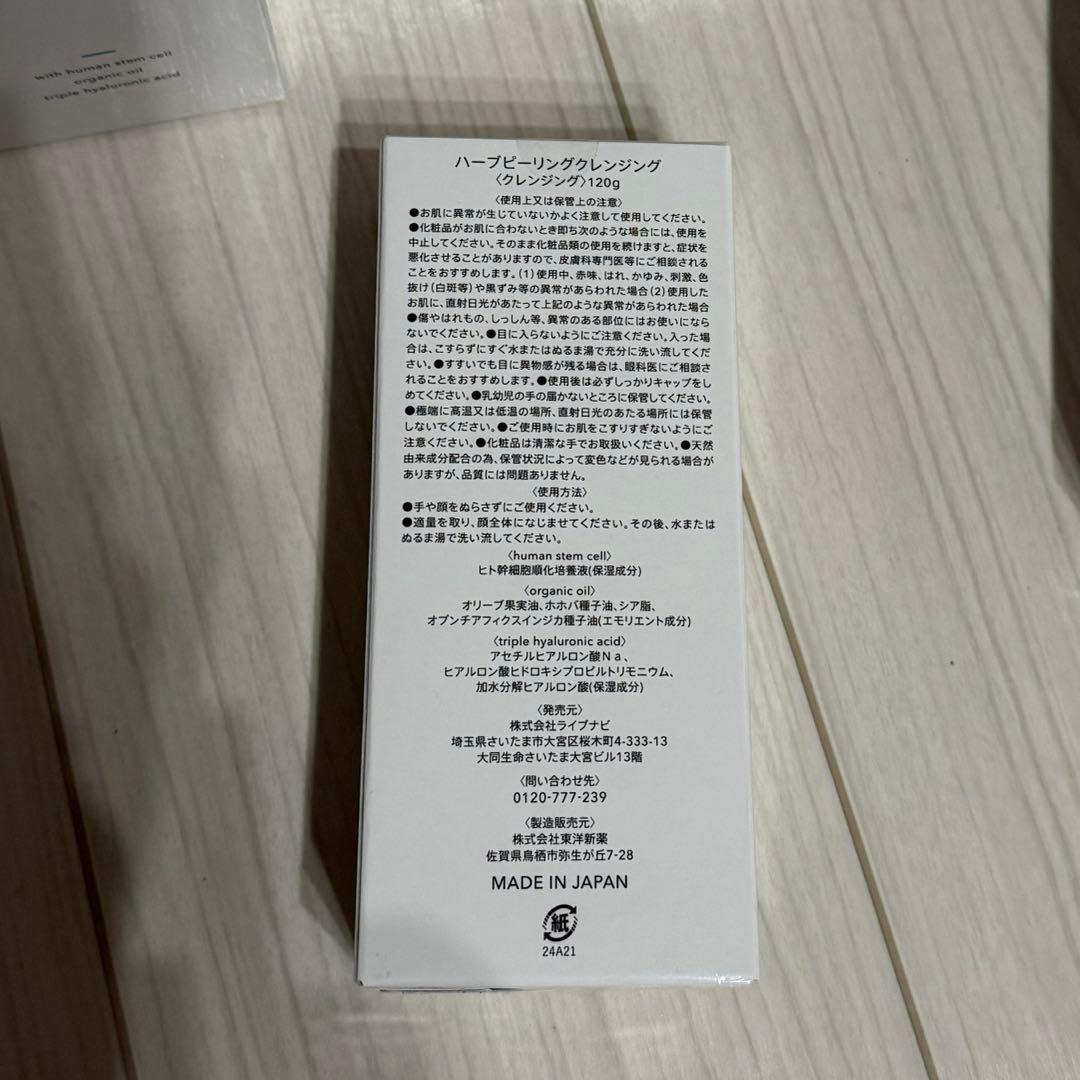 with human stem cell
organic oil
triple hyaluronic acid
ハーブピーリングクレンジング
〈クレンジング〉120g
〈使用上又は保管上の注意〉
●お肌に異常が生じていないかよく注意して使用してください。
●化粧品がお肌に合わないとき即ち次のような場合には、使用を
中止してください。そのまま化粧品類の使用を続けますと、症状を
悪化させることがありますので、皮膚科専門医等にご相談される
ことをおすすめします。(1)使用中、赤味、はれ、かゆみ、刺激、色
抜け(白斑等)や黒ずみ等の異常があらわれた場合(2)使用した
お肌に、直射日光があたって上記のような異常があらわれた場合
●傷やはれもの、しっしん等、異常のある部位にはお使いになら
ないでください。●目に入らないようにご注意ください。入った場
合は、こすらずにすぐ水またはぬるま湯で充分に洗い流してくだ
さい。●すすいでも目に異物感が残る場合は、眼科医にご相談さ
れることをおすすめします。●使用後は必ずしっかりキャップをし
めてください。●乳幼児の手の届かないところに保管してください。
●極端に高温又は低温の場所、直射日光のあたる場所には保管
しないでください。●ご使用時にお肌をこすりすぎないようにご
注意ください。●化粧品は清潔な手でお取扱いください。●天然
由来成分配合の為、保管状況によって変色などが見られる場合が
ありますが、品質には問題ありません。
〈使用方法〉
●手や顔をぬらさずにご使用ください。
●適量を取り、顔全体になじませてください。その後、水または
ぬるま湯で洗い流してください。
〈human stem cell〉
ヒト幹細胞順化培養液(保湿成分)
〈organic oil〉
オリーブ果実油、ホホバ種子油、シア脂、
オプンチアフィクスインジカ種子油(エモリエント成分)
〈triple hyaluronic acid〉
アセチルヒアルロン酸Na、
ヒアルロン酸ヒドロキシプロピルトリモニウム、
加水分解ヒアルロン酸(保湿成分)
〈発売元〉
株式会社ライブナビ
埼玉県さいたま市大宮区桜木町4-333-13
大同生命さいたま大宮ビル13階
〈問い合わせ先〉
0120-777-239
〈製造販売元〉
株式会社東洋新薬
佐賀県鳥栖市弥生が丘7-28
MADE IN JAPAN
紙
24A21